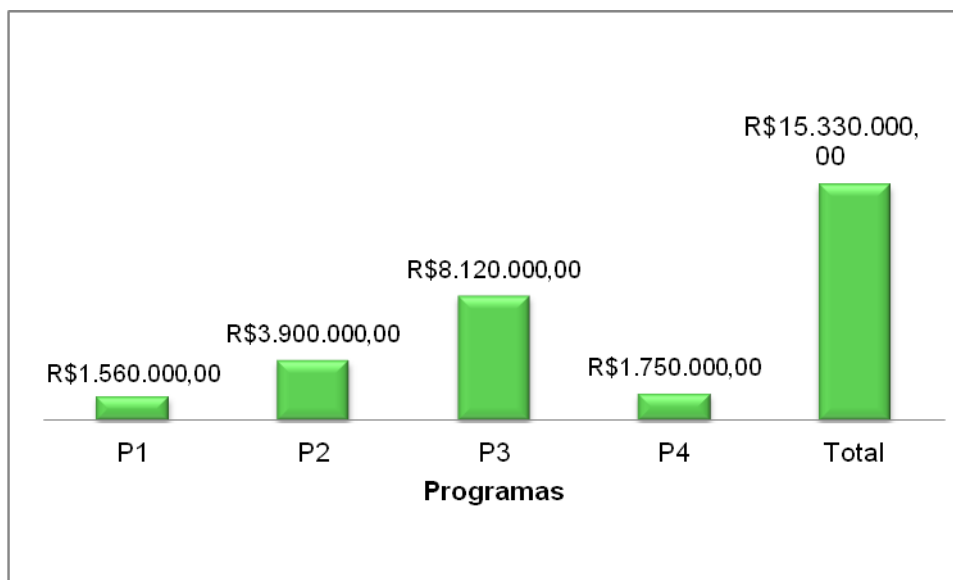 R$15.330.000,
00
R$8.120.000,00
R$3.900.000,00
R$1.560.000,00
R$1.750.000,00
P1
P2
P3
P4
Total
Programas